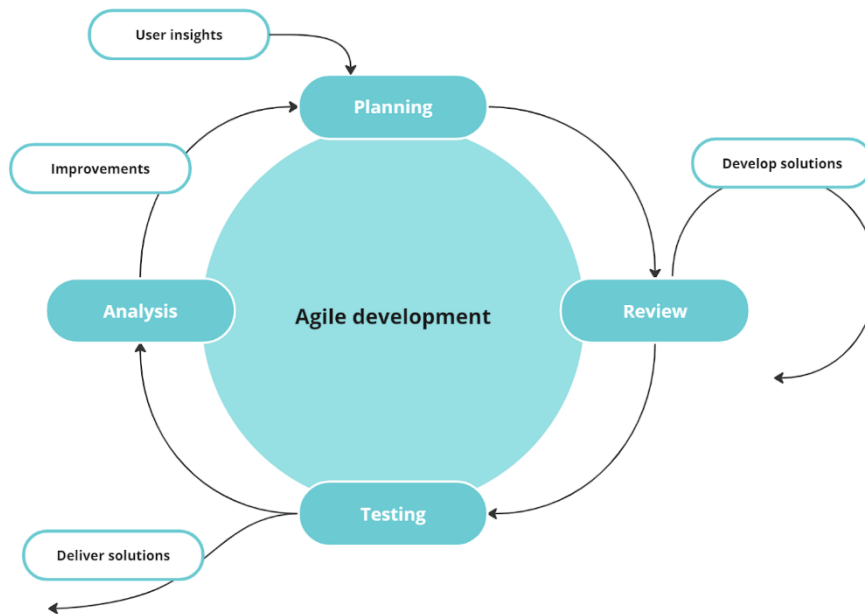 User insights
Planning
Improvements
Develop solutions
Analysis
Agile development
Review
Testing
Deliver solutions